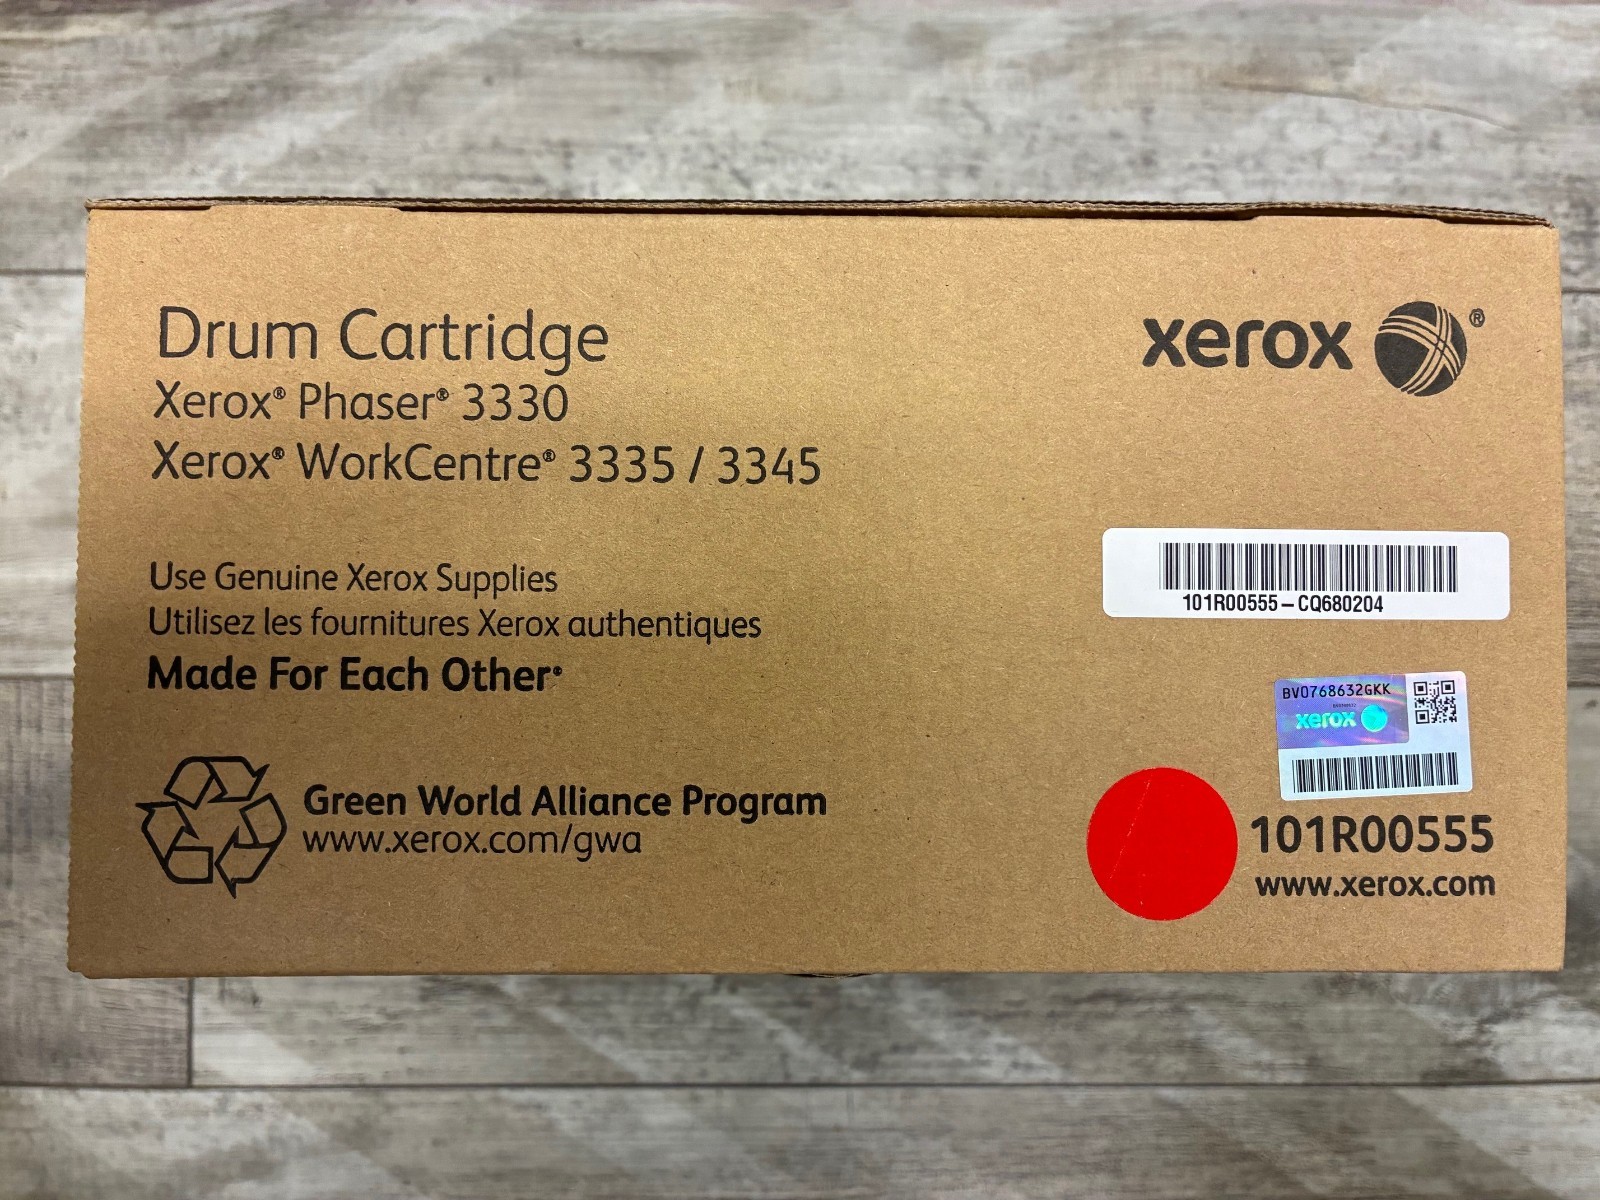 Drum Cartridge
Xerox® Phaser® 3330
Xerox® WorkCentre® 3335 / 3345
xerox ®
Use Genuine Xerox Supplies
Utilisez les fournitures Xerox authentiques
Made For Each Other®
101R00555-CQ680204
BV0768632GKK
xerox
Green World Alliance Program
www.xerox.com/gwa
101R00555
www.xerox.com